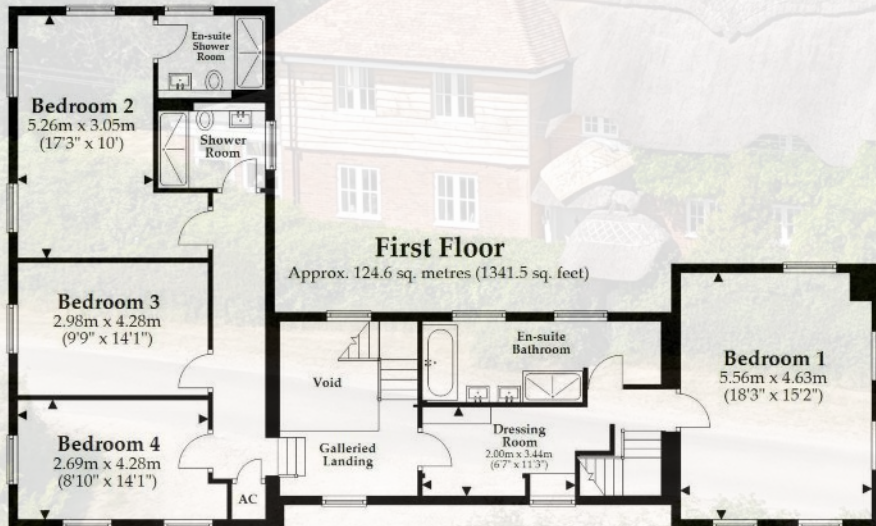 En-suite
Shower
Room
Bedroom 2
5.26m x 3.05m
(17'3" x 10')
Shower
Room
First Floor
Approx. 124.6 sq. metres (1341.5 sq. feet)
Bedroom 3
2.98m x 4.28m
(9'9" x 14'1")
En-suite
Bathroom
Void
Bedroom 1
5.56m x 4.63m
(18'3" x 15'2")
Bedroom 4
2.69m x 4.28m
(8'10" x 14'1")
Galleried
Landing
Dressing
Room
2.00m x 3.44m
(6'7" x 11'3")
AC